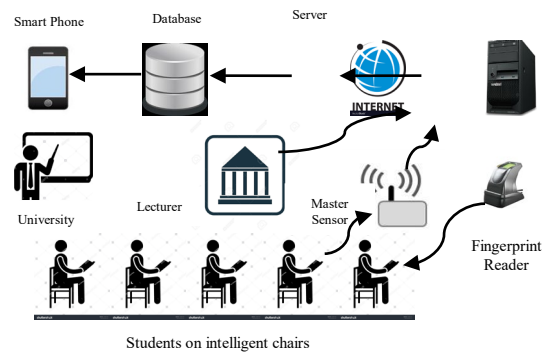 Smart Phone
Database
Server
INTERNET
University
Lecturer
Master
Sensor
Fingerprint
Reader
Students on intelligent chairs